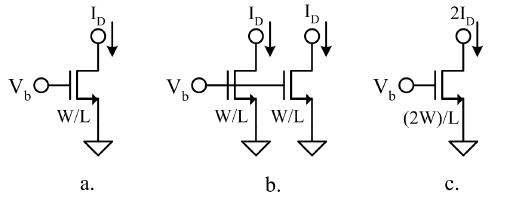 I_D I_D I_D 2I_D
V_b V_b V_b
W/L W/L W/L (2W)/L
a. b. c.